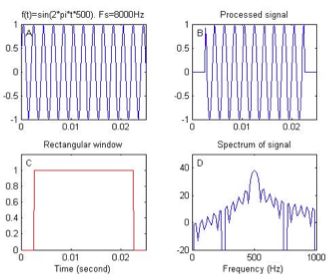 f(t)=sin(2*pi*t*500). Fs=8000Hz
A
1
0.5
0
-0.5
-1
0 0.01 0.02
Processed signal
B
1
0.5
0
-0.5
-1
0 0.01 0.02
Rectangular window
C
1
0.8
0.6
0.4
0.2
0
0 0.01 0.02
Time (second)
Spectrum of signal
D
40
20
0
-20
0 500 1000
Frequency (Hz)